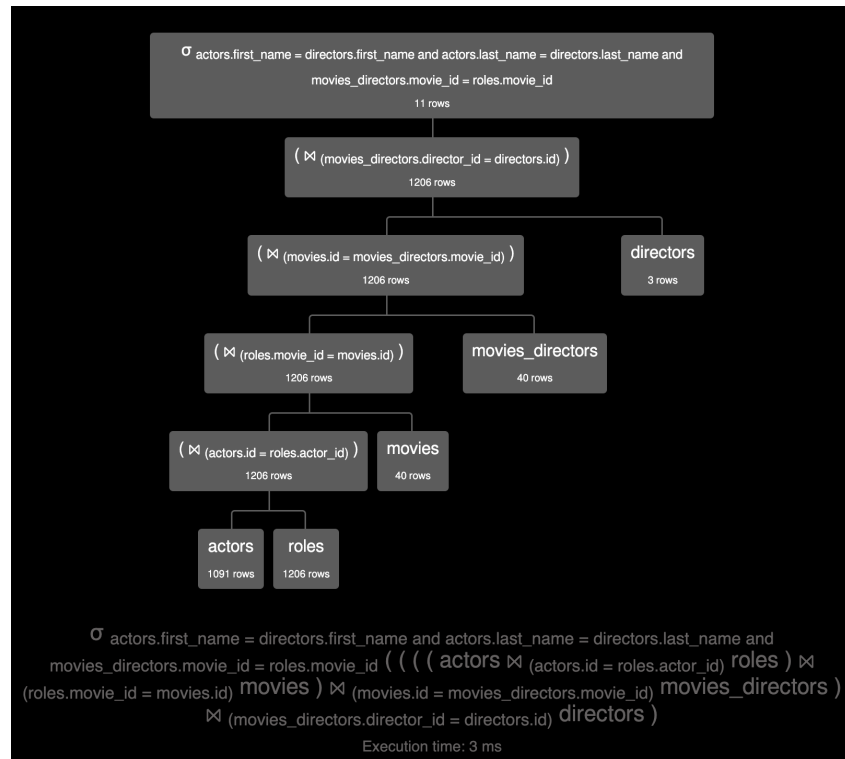 σ actors.first_name = directors.first_name and actors.last_name = directors.last_name and
movies_directors.movie_id = roles.movie_id
11 rows
( ⋈ (movies_directors.director_id = directors.id) )
1206 rows
( ⋈ (movies.id = movies_directors.movie_id) )
1206 rows
directors
3 rows
( ⋈ (roles.movie_id = movies.id) )
1206 rows
movies_directors
40 rows
( ⋈ (actors.id = roles.actor_id) )
1206 rows
movies
40 rows
actors
1091 rows
roles
1206 rows
σ actors.first_name = directors.first_name and actors.last_name = directors.last_name and
movies_directors.movie_id = roles.movie_id ( ( ( ( actors ⋈ (actors.id = roles.actor_id) roles ) ⋈
(roles.movie_id = movies.id) movies ) ⋈ (movies.id = movies_directors.movie_id) movies_directors )
⋈ (movies_directors.director_id = directors.id) directors )
Execution time: 3 ms